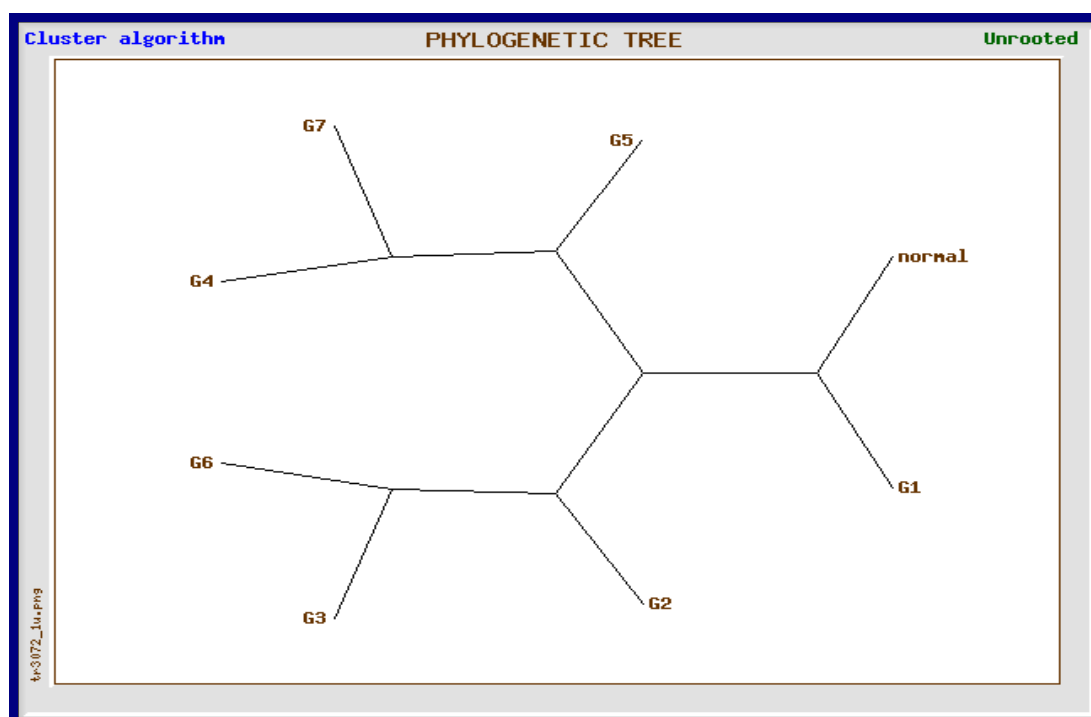 Cluster algorithm
PHYLOGENETIC TREE
Unrooted
G7
G5
normal
G4
G6
G1
G2
G3
tr3072_1u.png